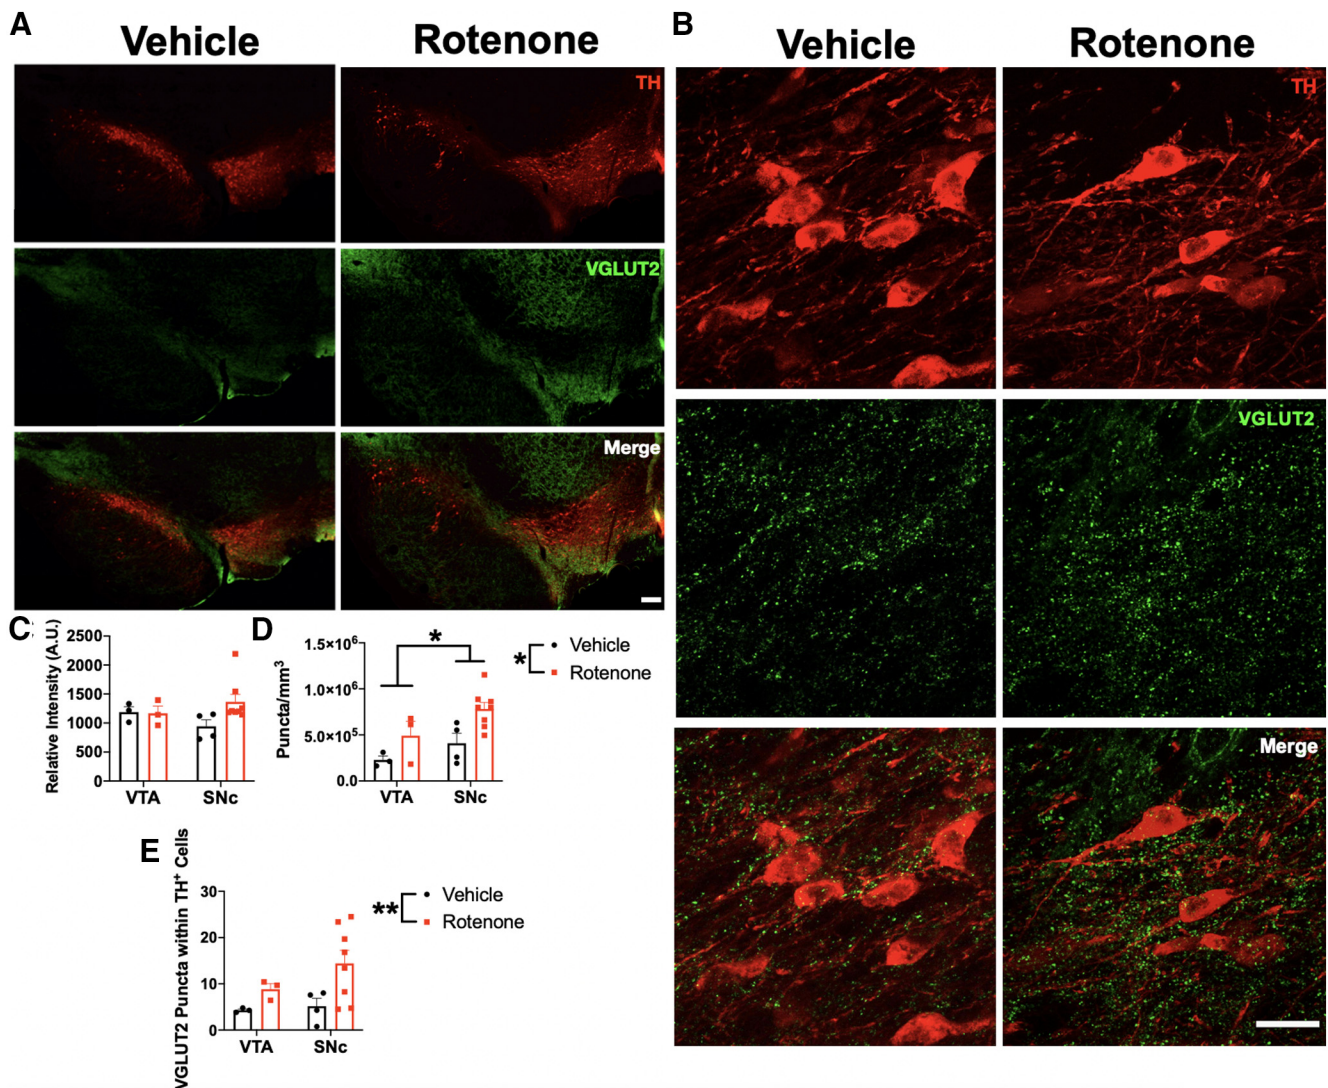 A
Vehicle
Rotenone
TH
VGLUT2
Merge
B
Vehicle
Rotenone
TH
VGLUT2
Merge
C
Relative Intensity (A.U.)
2500
2000
1500
1000
500
0
VTA
SNc
D
Puncta/mm³
1.5×10⁶
1.0×10⁶
5.0×10⁵
0.0
VTA
SNc
*
*
Vehicle
Rotenone
E
VGLUT2 Puncta within TH⁺ Cells
30
20
10
0
VTA
SNc
**
Vehicle
Rotenone